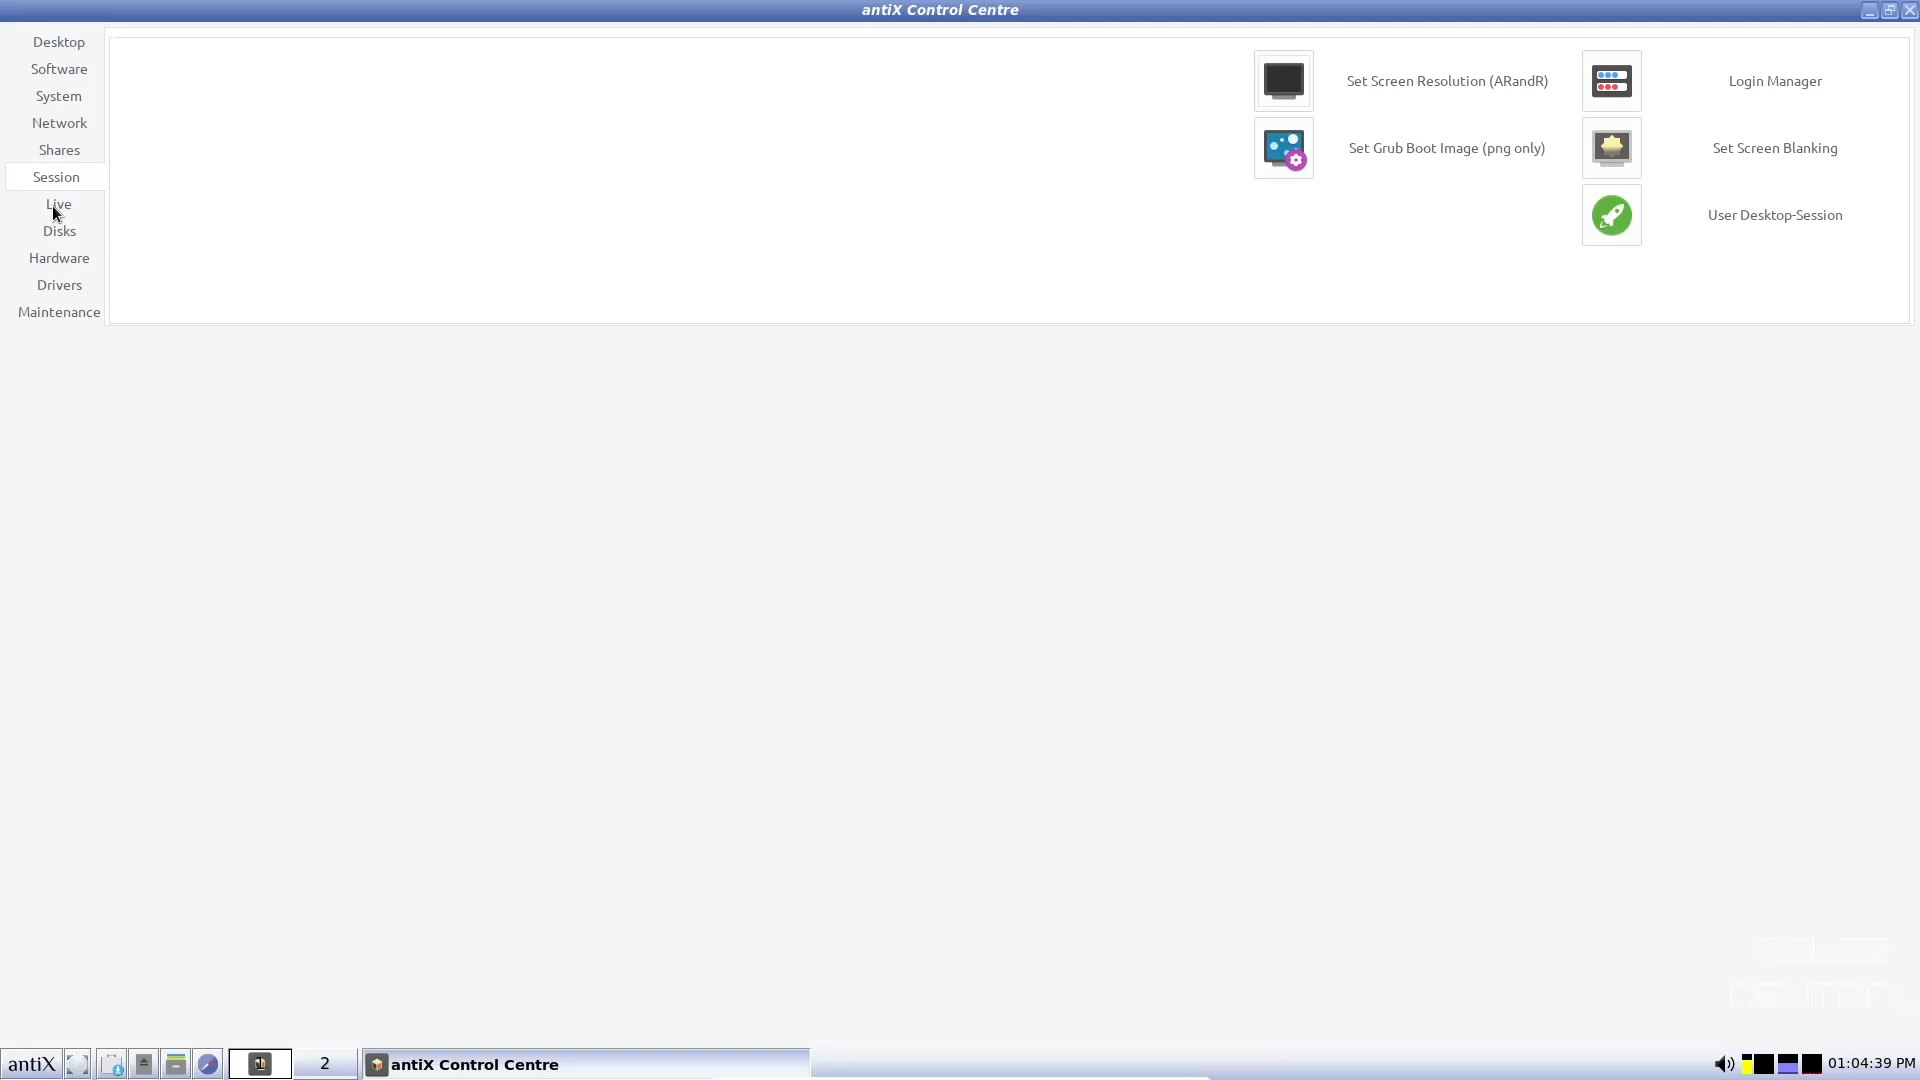 antiX Control Centre
Desktop
Software
System
Network
Shares
Session
Live
Disks
Hardware
Drivers
Maintenance
Set Screen Resolution (ARandR)
Login Manager
Set Grub Boot Image (png only)
Set Screen Blanking
User Desktop-Session
antiX
1
2
antiX Control Centre
01:04:39 PM